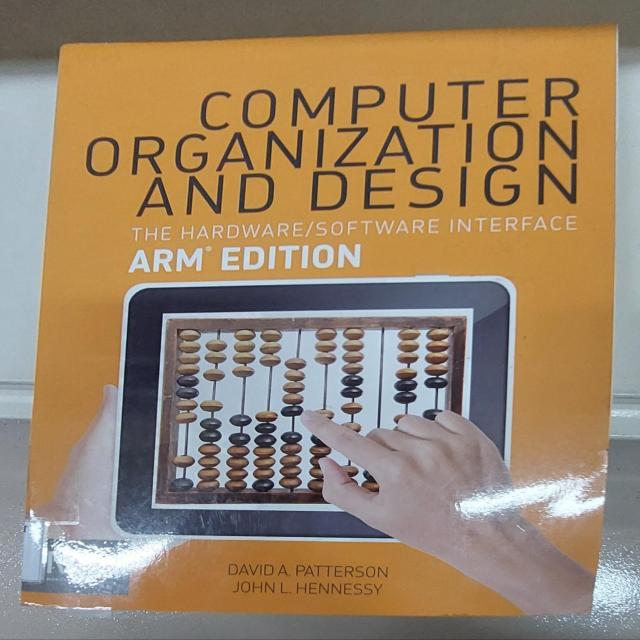 COMPUTER
ORGANIZATION
AND DESIGN
THE HARDWARE/SOFTWARE INTERFACE
ARM® EDITION
DAVID A. PATTERSON
JOHN L. HENNESSY